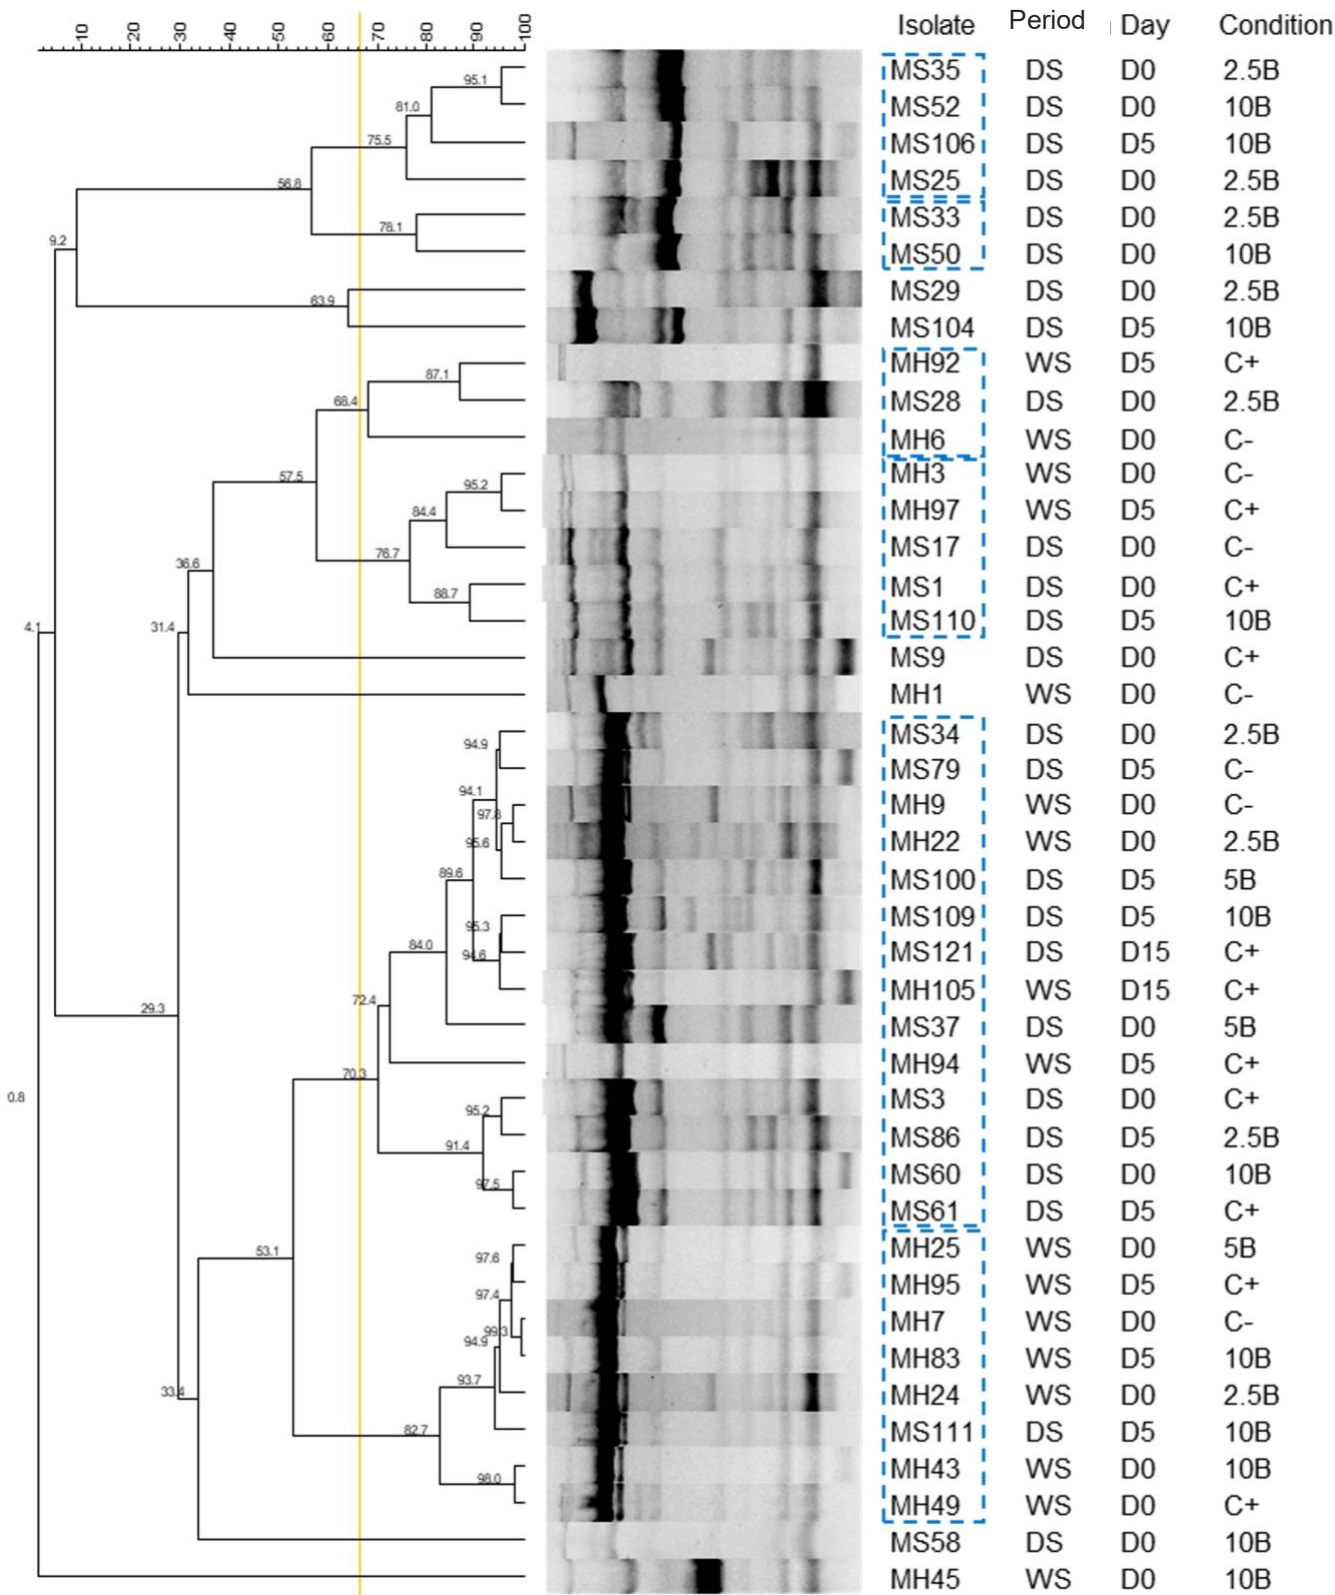 10 20 30 40 50 60 70 80 90 100 Isolate Period Day Condition
MS35 DS D0 2.5B
95.1
MS52 DS D0 10B
81.0
MS106 DS D5 10B
75.5
MS25 DS D0 2.5B
56.8
MS33 DS D0 2.5B
78.1
MS50 DS D0 10B
9.2
MS29 DS D0 2.5B
63.9
MS104 DS D5 10B
MH92 WS D5 C+
87.1
MS28 DS D0 2.5B
68.4
MH6 WS D0 C-
MH3 WS D0 C-
57.5
95.2
MH97 WS D5 C+
84.4
MS17 DS D0 C-
76.7
36.6
MS1 DS D0 C+
88.7
MS110 DS D5 10B
4.1
31.4
MS9 DS D0 C+
MH1 WS D0 C-
MS34 DS D0 2.5B
94.9
MS79 DS D5 C-
94.1
MH9 WS D0 C-
97.8
MH22 WS D0 2.5B
95.6
89.6
MS100 DS D5 5B
MS109 DS D5 10B
95.3
84.0
MS121 DS D15 C+
94.6
MH105 WS D15 C+
72.4
29.3
MS37 DS D0 5B
MH94 WS D5 C+
70.3
0.8
MS3 DS D0 C+
95.2
MS86 DS D5 2.5B
91.4
MS60 DS D0 10B
97.5
MS61 DS D5 C+
MH25 WS D0 5B
53.1
97.6
MH95 WS D5 C+
97.4
MH7 WS D0 C-
99.3
94.9
MH83 WS D5 10B
93.7
33.4
MH24 WS D0 2.5B
82.7
MS111 DS D5 10B
MH43 WS D0 10B
98.0
MH49 WS D0 C+
MS58 DS D0 10B
MH45 WS D0 10B